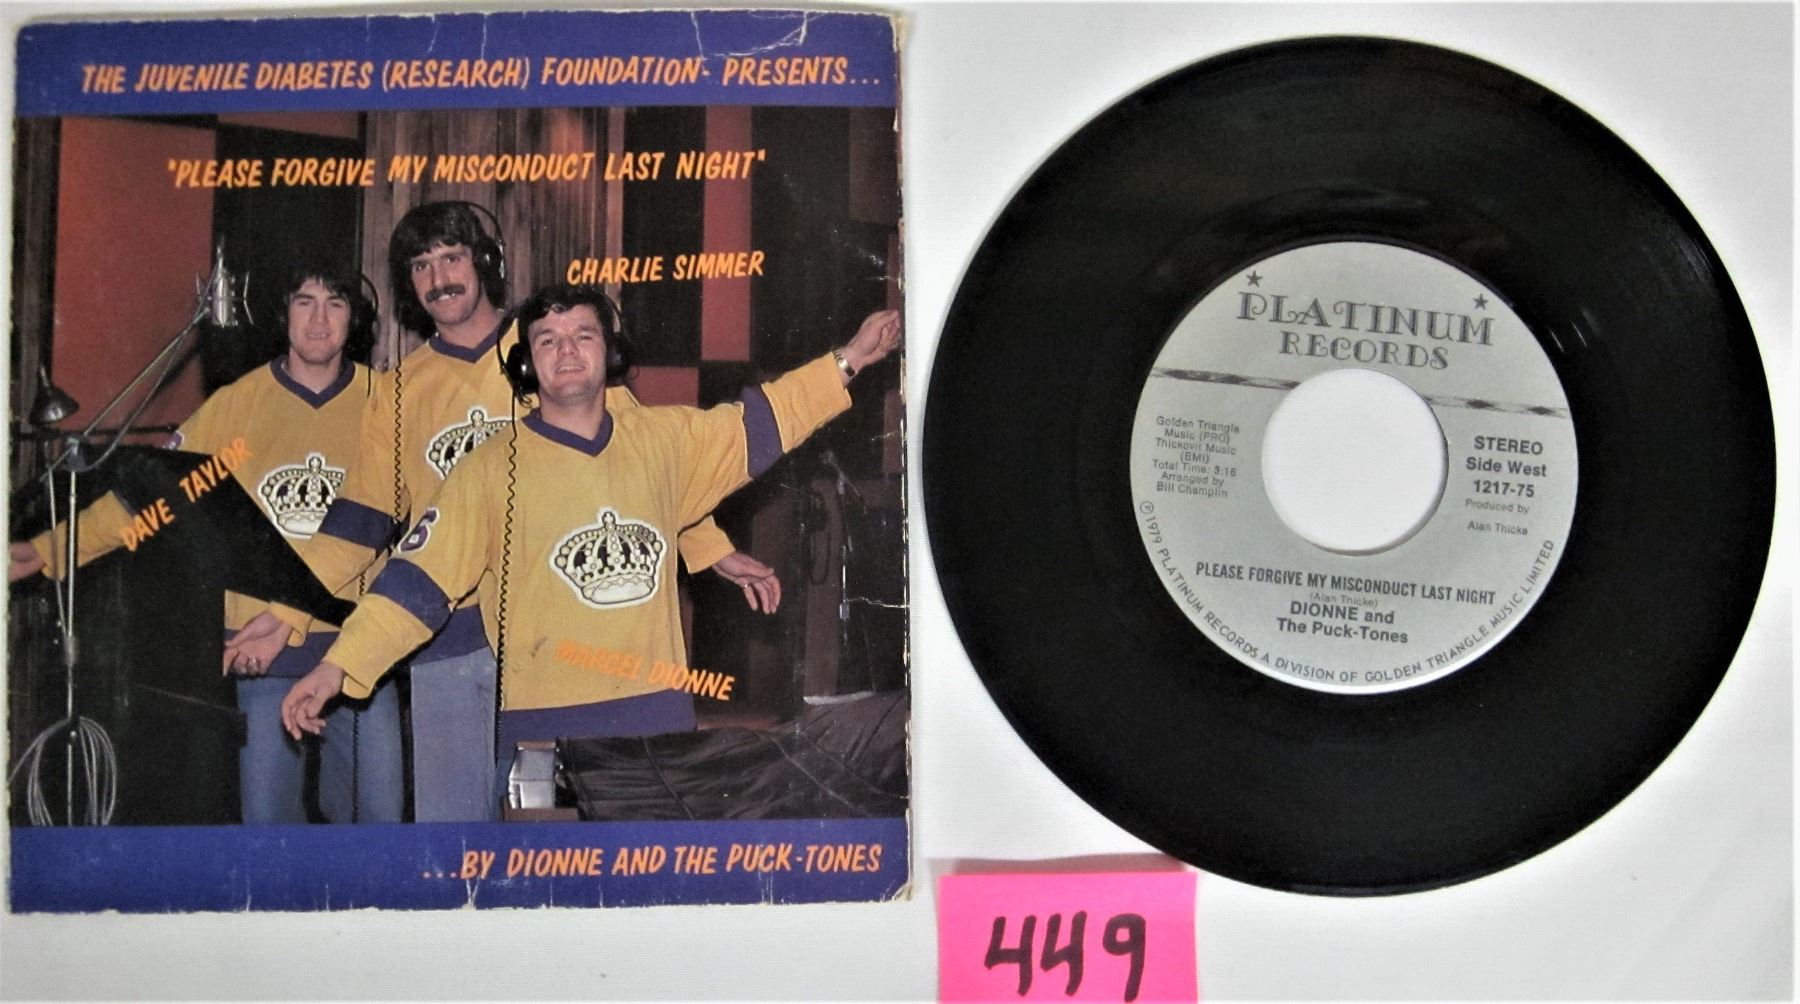 THE JUVENILE DIABETES (RESEARCH) FOUNDATION- PRESENTS...
"PLEASE FORGIVE MY MISCONDUCT LAST NIGHT"
CHARLIE SIMMER
DAVE TAYLOR
MARCEL DIONNE
...BY DIONNE AND THE PUCK-TONES
PLATINUM
RECORDS
Golden Triangle
Music (PRO)
Thickovit Music
(BMI)
Total Time: 3:16
Arranged by
Bill Champlin
STEREO
Side West
1217-75
Produced by
Alan Thicke
PLEASE FORGIVE MY MISCONDUCT LAST NIGHT
(Alan Thicke)
DIONNE and
The Puck-Tones
℗1979 PLATINUM RECORDS A DIVISION OF GOLDEN TRIANGLE MUSIC LIMITED
449